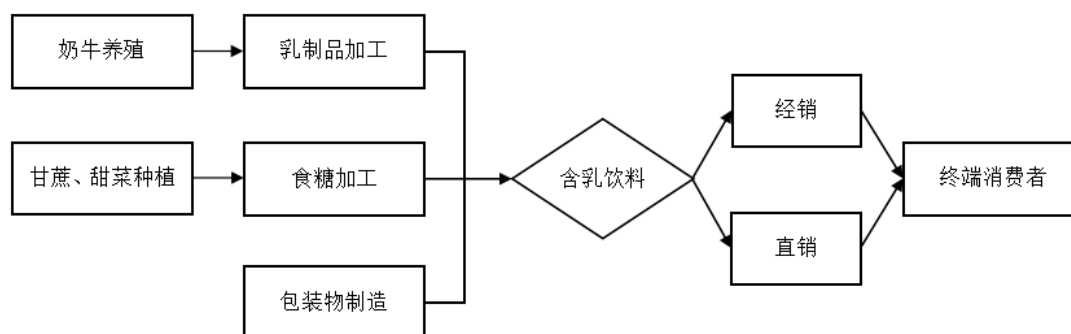 奶牛养殖
乳制品加工
甘蔗、甜菜种植
食糖加工
包装物制造
含乳饮料
经销
直销
终端消费者